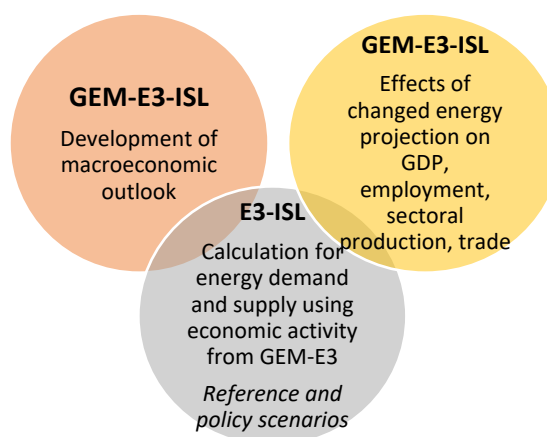 GEM-E3-ISL
Development of
macroeconomic
outlook
GEM-E3-ISL
Effects of
changed energy
projection on
GDP,
employment,
sectoral
production, trade
E3-ISL
Calculation for
energy demand
and supply using
economic activity
from GEM-E3
Reference and
policy scenarios